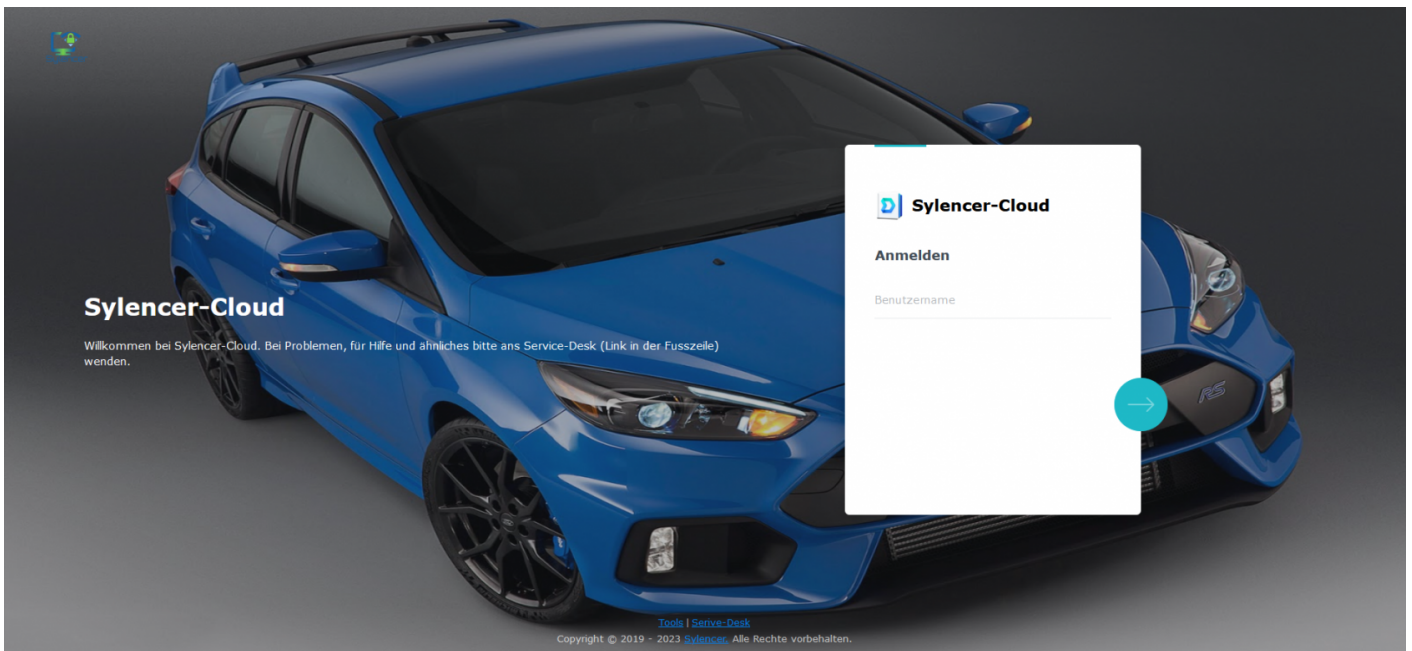 Sylencer-Cloud
Willkommen bei Sylencer-Cloud. Bei Problemen, für Hilfe und ähnliches bitte ans Service-Desk (Link in der Fusszeile)
wenden.
Sylencer-Cloud
Anmelden
Benutzername
RS
Tools | Serive-Desk
Copyright © 2019 - 2023 Sylencer. Alle Rechte vorbehalten.